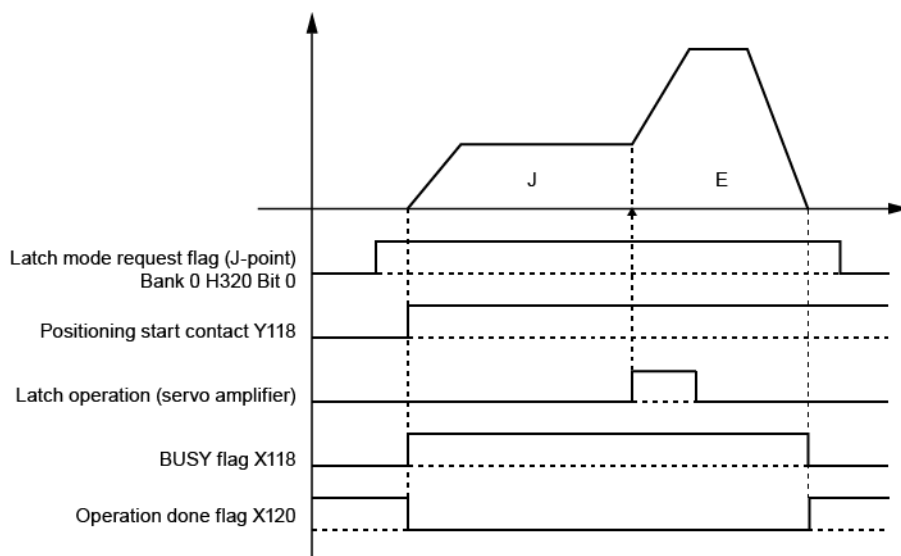 J
E
Latch mode request flag (J-point)
Bank 0 H320 Bit 0
Positioning start contact Y118
Latch operation (servo amplifier)
BUSY flag X118
Operation done flag X120